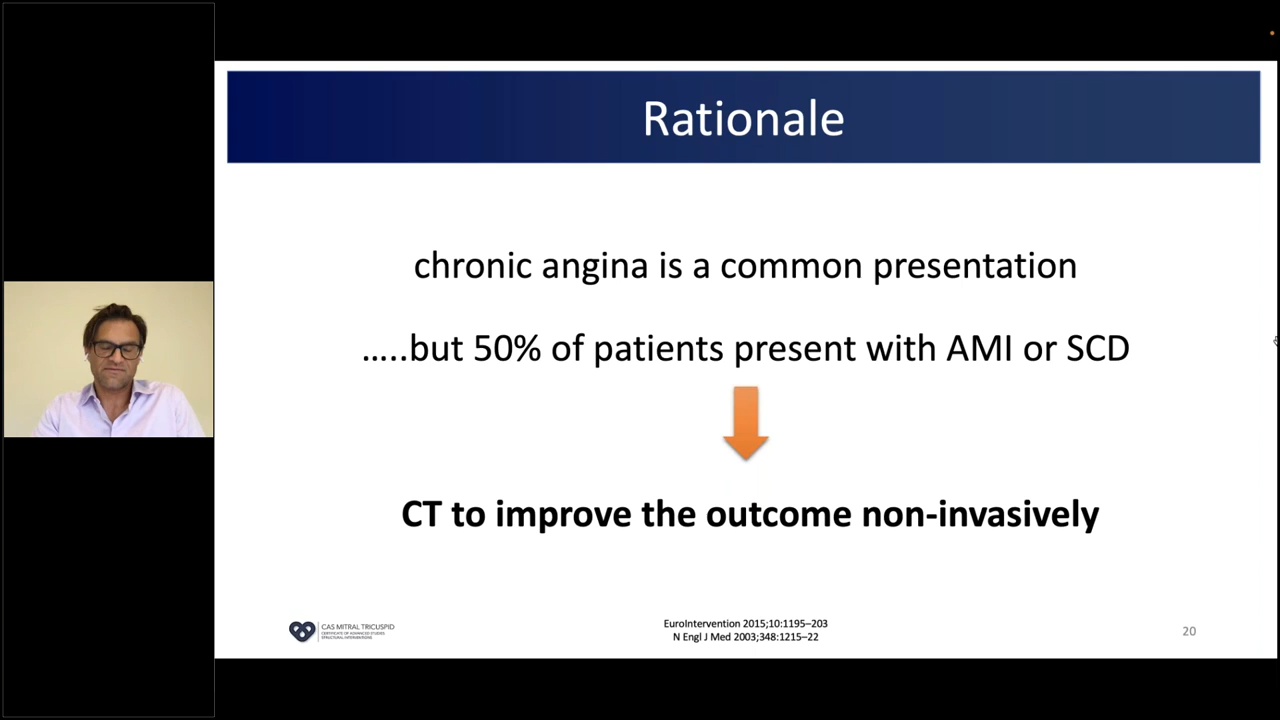 Rationale
chronic angina is a common presentation
…..but 50% of patients present with AMI or SCD
CT to improve the outcome non-invasively
CAS MITRAL TRICUSPID
CERTIFICATE OF ADVANCED STUDIES
STRUCTURAL INTERVENTIONS
EuroIntervention 2015;10:1195–203
N Engl J Med 2003;348:1215–22
20